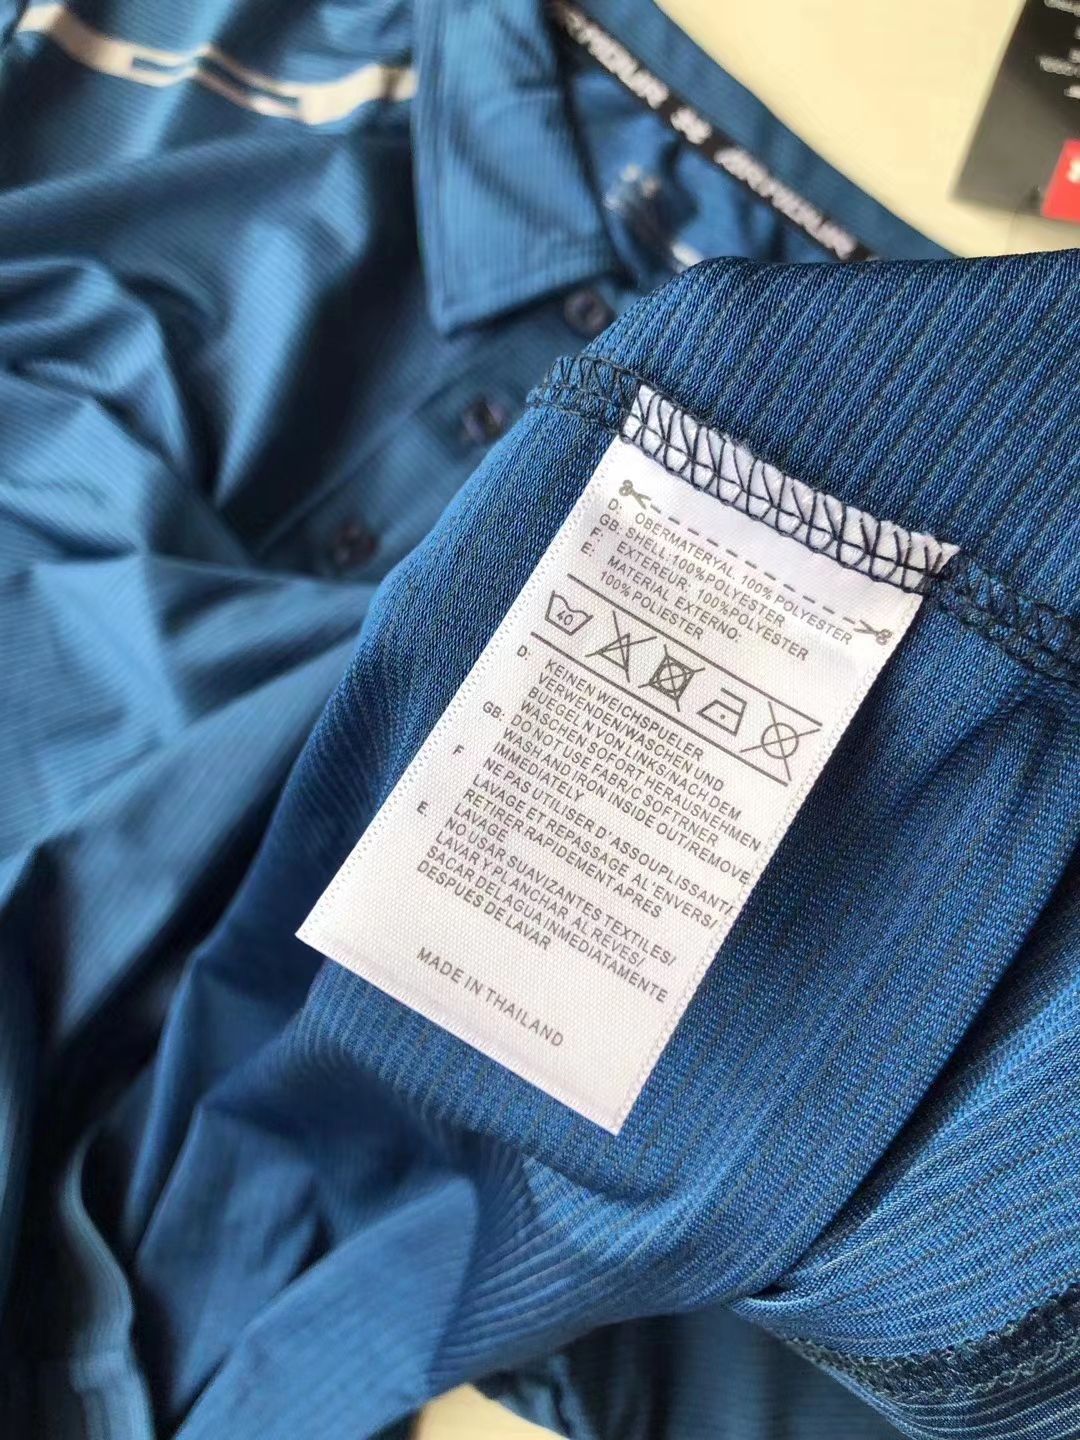 D: OBERMATERYAL. 100% POLYESTER
GB: SHELL:100%POLYESTER
F: EXTEREUR. 100%POLYESTER
E: MATERIAL EXTERNO-
100%POLIESTER
40
D: KEINEN WEICHSPUELER
VERWENDEN/WASCHEN UND
BUEGEL N VON LINKS/NACH DEM
WASCHEN SOFORT HERAUSNEHMEN
GB: DO NOT USE FABRIC SOFTRNER
WASH AND IRON INSIDE OUT/REMOVE
IMMEDIATELY
F NE PAS UTILISER D'ASSOUPLISSANT/
LAVAGE ET REPASSAGE A L'ENVERS/
RETIRER RAPIDEMENT APRES
LAVAGE
E. NO USAR SUAVIZANTES TEXTILES/
LAVAR Y PLANCHAR AL REVES/
SACAR DEL AGUA INMEDIATAMENTE
DESPUES DE LAVAR
MADE IN THAILAND